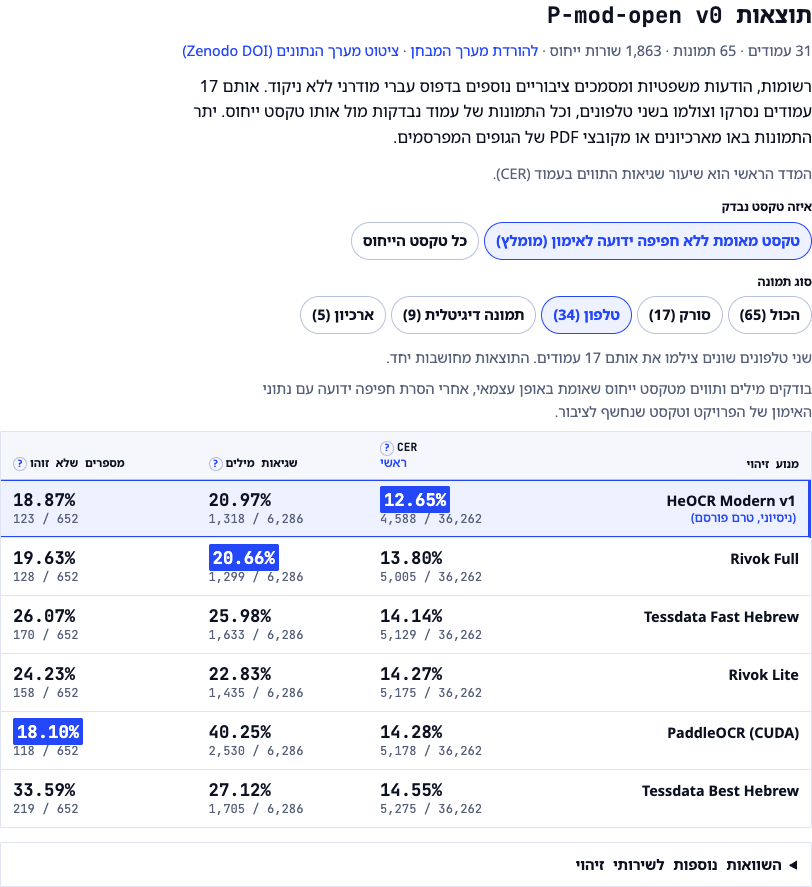 תוצאות P-mod-open v0
31 עמודים · 65 תמונות · 1,863 שורות ייחוס · להורדת מערך המבחן · ציטוט מערך הנתונים (Zenodo DOI)
רשומות, הודעות משפטיות ומסמכים ציבוריים נוספים בדפוס עברי מודרני ללא ניקוד. אותם 17
עמודים נסרקו וצולמו בשני טלפונים, וכל התמונות של עמוד נבדקות מול אותו טקסט ייחוס. יתר
התמונות באו מארכיונים או מקובצי PDF של הגופים המפרסמים.
המדד הראשי הוא שיעור שגיאות התווים בעמוד (CER).
איזה טקסט נבדק
טקסט מאומת ללא חפיפה ידועה לאימון (מומלץ) כל טקסט הייחוס
סוג תמונה
הכול (65) סורק (17) טלפון (34) תמונה דיגיטלית (9) ארכיון (5)
שני טלפונים שונים צילמו את אותם 17 עמודים. התוצאות מחושבות יחד.
בודקים מילים ותווים מטקסט ייחוס שאומת באופן עצמאי, אחרי הסרת חפיפה ידועה עם נתוני
האימון של הפרויקט וטקסט שנחשף לציבור.
מנוע זיהוי CER ? ראשי שגיאות מילים ? מספרים שלא זוהו ?
HeOCR Modern v1 12.65% 20.97% 18.87%
(ניסיוני, טרם פורסם) 4,588 / 36,262 1,318 / 6,286 123 / 652
Rivok Full 13.80% 20.66% 19.63%
5,005 / 36,262 1,299 / 6,286 128 / 652
Tessdata Fast Hebrew 14.14% 25.98% 26.07%
5,129 / 36,262 1,633 / 6,286 170 / 652
Rivok Lite 14.27% 22.83% 24.23%
5,175 / 36,262 1,435 / 6,286 158 / 652
PaddleOCR (CUDA) 14.28% 40.25% 18.10%
5,178 / 36,262 2,530 / 6,286 118 / 652
Tessdata Best Hebrew 14.55% 27.12% 33.59%
5,275 / 36,262 1,705 / 6,286 219 / 652
◀ השוואות נוספות לשירותי זיהוי